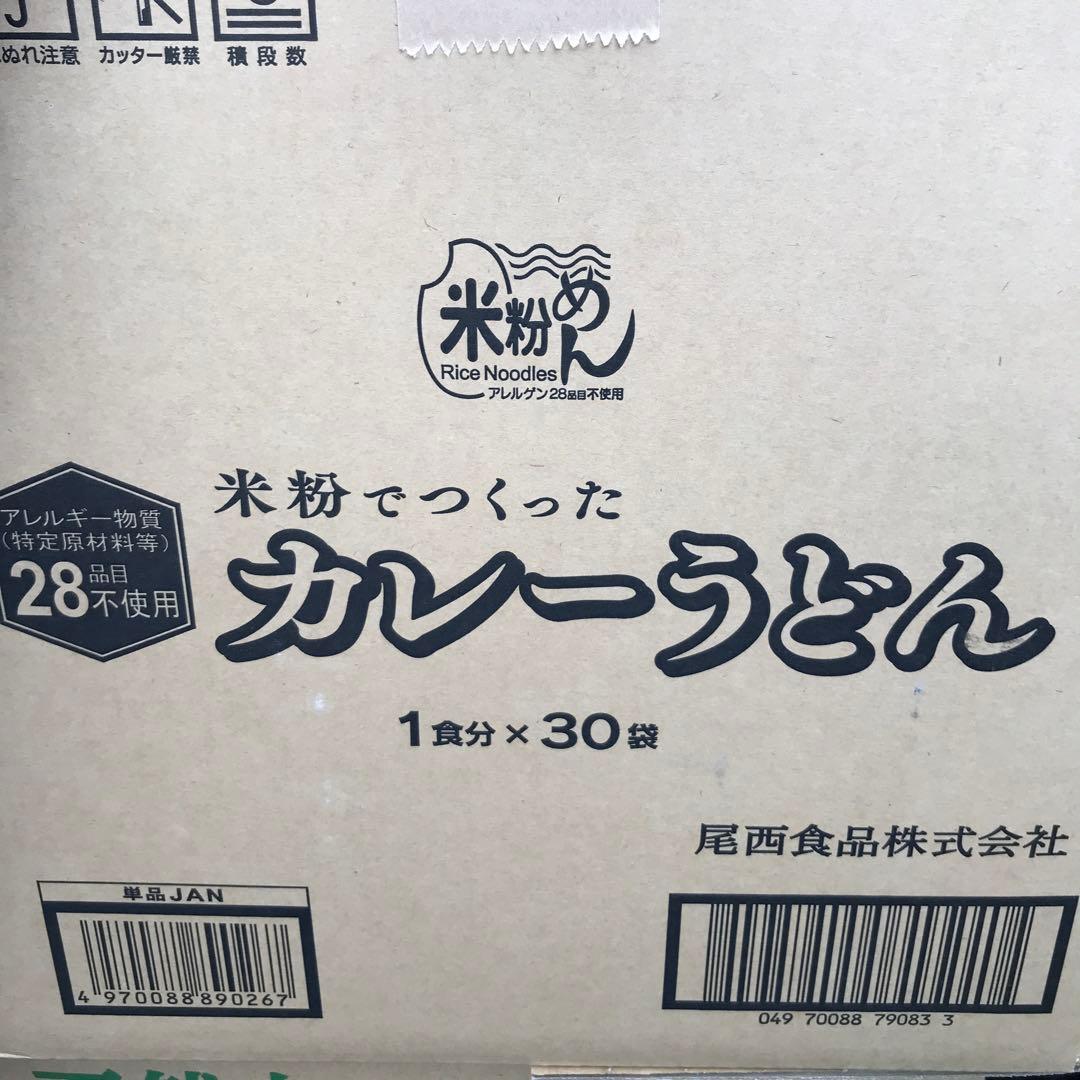 ぬれ注意 カッター厳禁 積段数
米粉めん
Rice Noodles
アレルゲン28品目不使用
アレルギー物質
(特定原材料等)
28品目不使用
米粉でつくった
カレーうどん
1食分×30袋
尾西食品株式会社
単品JAN
4 970088 890267
049 70088 79083 3